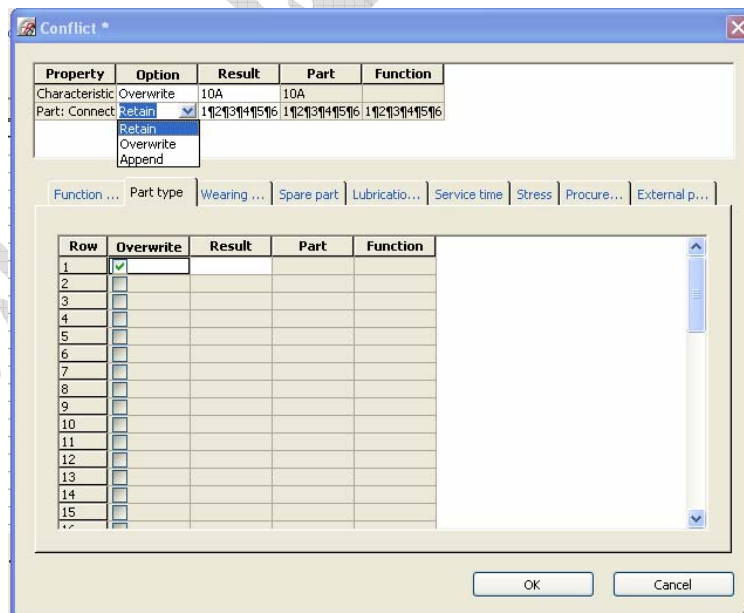 Conflict *
Property Option Result Part Function
Characteristic Overwrite 10A 10A
Part: Connect Retain 1¶2¶3¶4¶5¶6 1¶2¶3¶4¶5¶6 1¶2¶3¶4¶5¶6
Retain
Overwrite
Append
Function ... Part type Wearing ... Spare part Lubricatio... Service time Stress Procure... External p...
Row Overwrite Result Part Function
1
2
3
4
5
6
7
8
9
10
11
12
13
14
15
16
OK Cancel